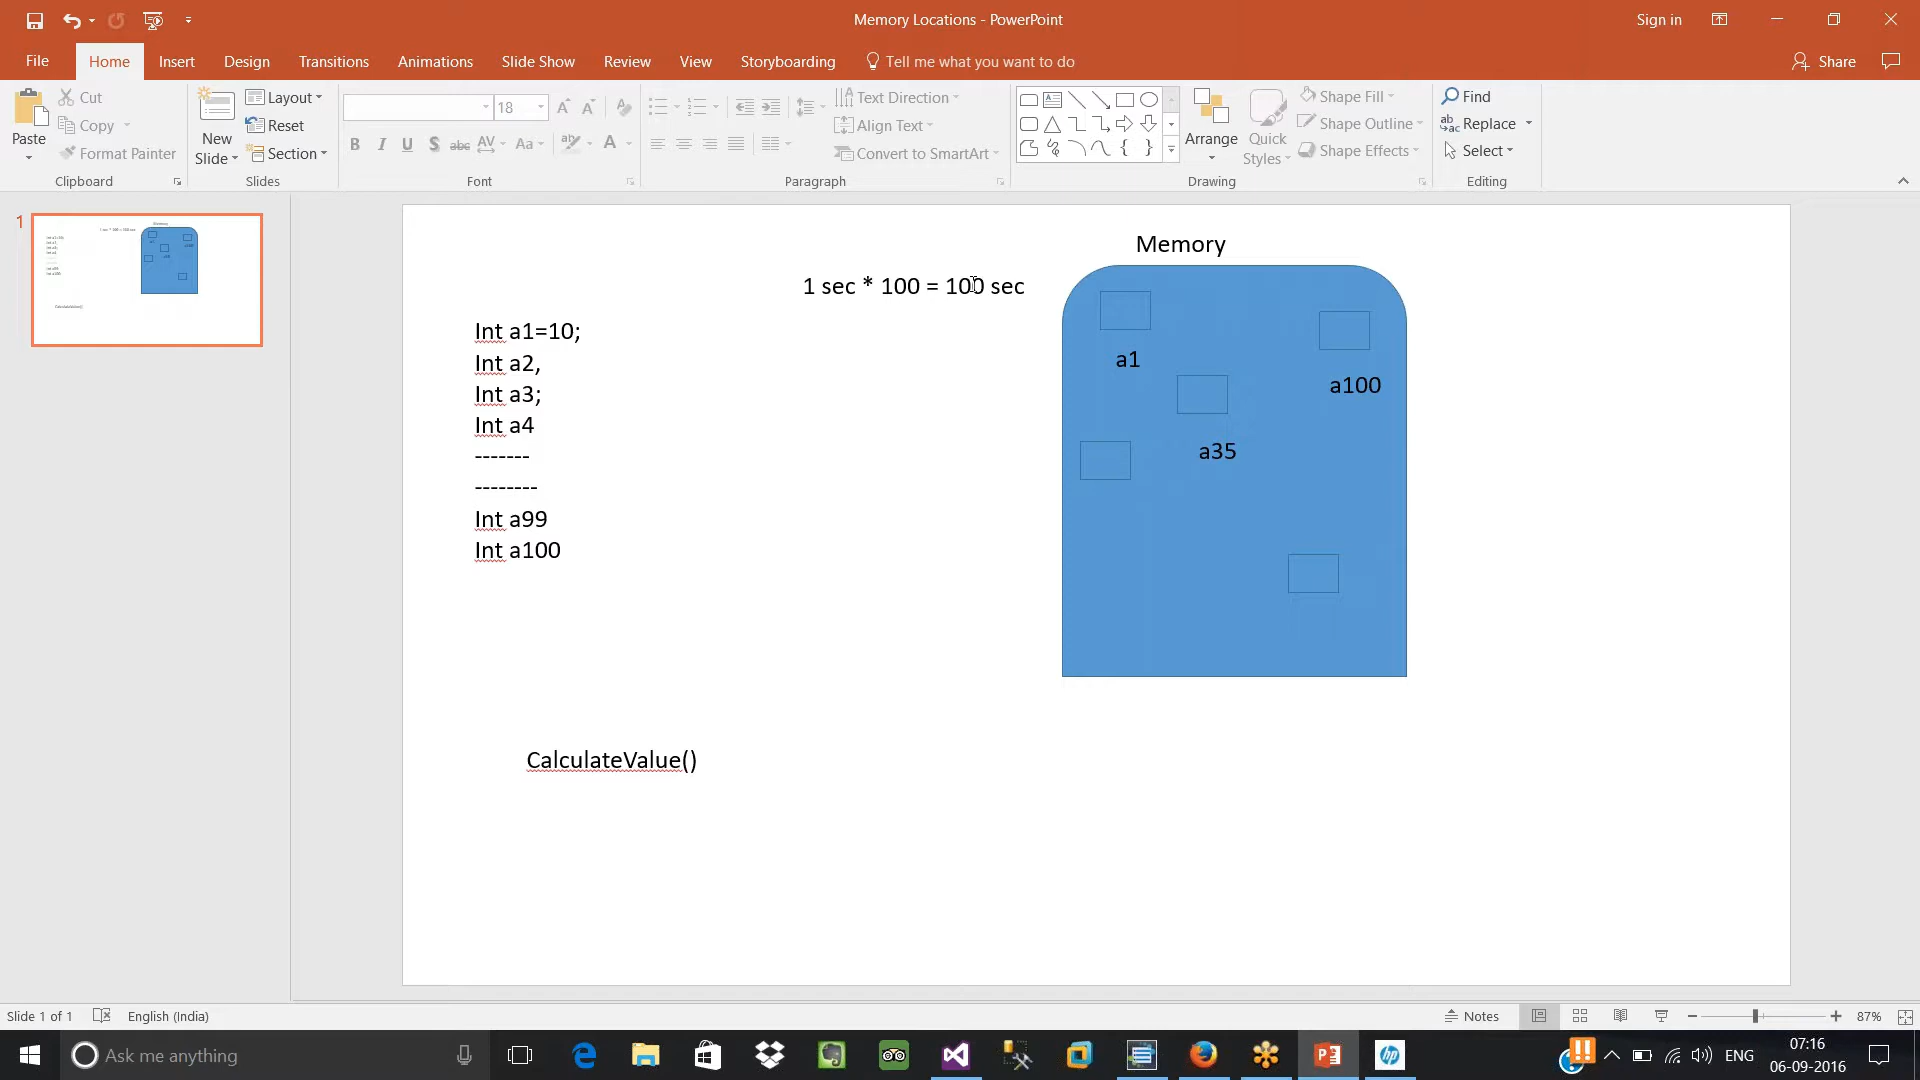 Memory Locations - PowerPoint
Sign in
File Home Insert Design Transitions Animations Slide Show Review View Storyboarding Tell me what you want to do
Share
Paste
Cut
Copy
Format Painter
Clipboard
New Slide
Layout
Reset
Section
Slides
18
B I U S abc AV Aa A
Font
Text Direction
Align Text
Convert to SmartArt
Paragraph
Arrange
Quick Styles
Shape Fill
Shape Outline
Shape Effects
Drawing
Find
Replace
Select
Editing
1
Memory
1 sec * 100 = 100 sec
Int a1=10;
Int a2,
Int a3;
Int a4
-------
--------
Int a99
Int a100
a1
a100
a35
CalculateValue()
Slide 1 of 1
English (India)
Notes
87%
Ask me anything
ENG
07:16
06-09-2016